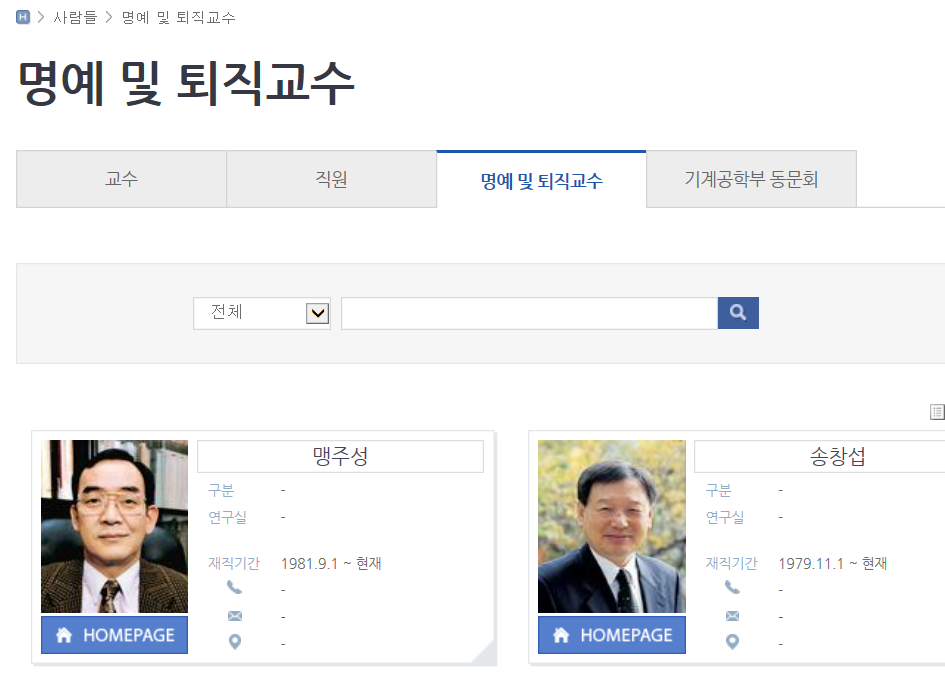 H > 사람들 > 명예 및 퇴직교수
명예 및 퇴직교수
교수
직원
명예 및 퇴직교수
기계공학부 동문회
전체
맹주성
구분 -
연구실 -
재직기간 1981.9.1 ~ 현재
-
-
-
HOMEPAGE
송창섭
구분 -
연구실 -
재직기간 1979.11.1 ~ 현재
-
-
-
HOMEPAGE